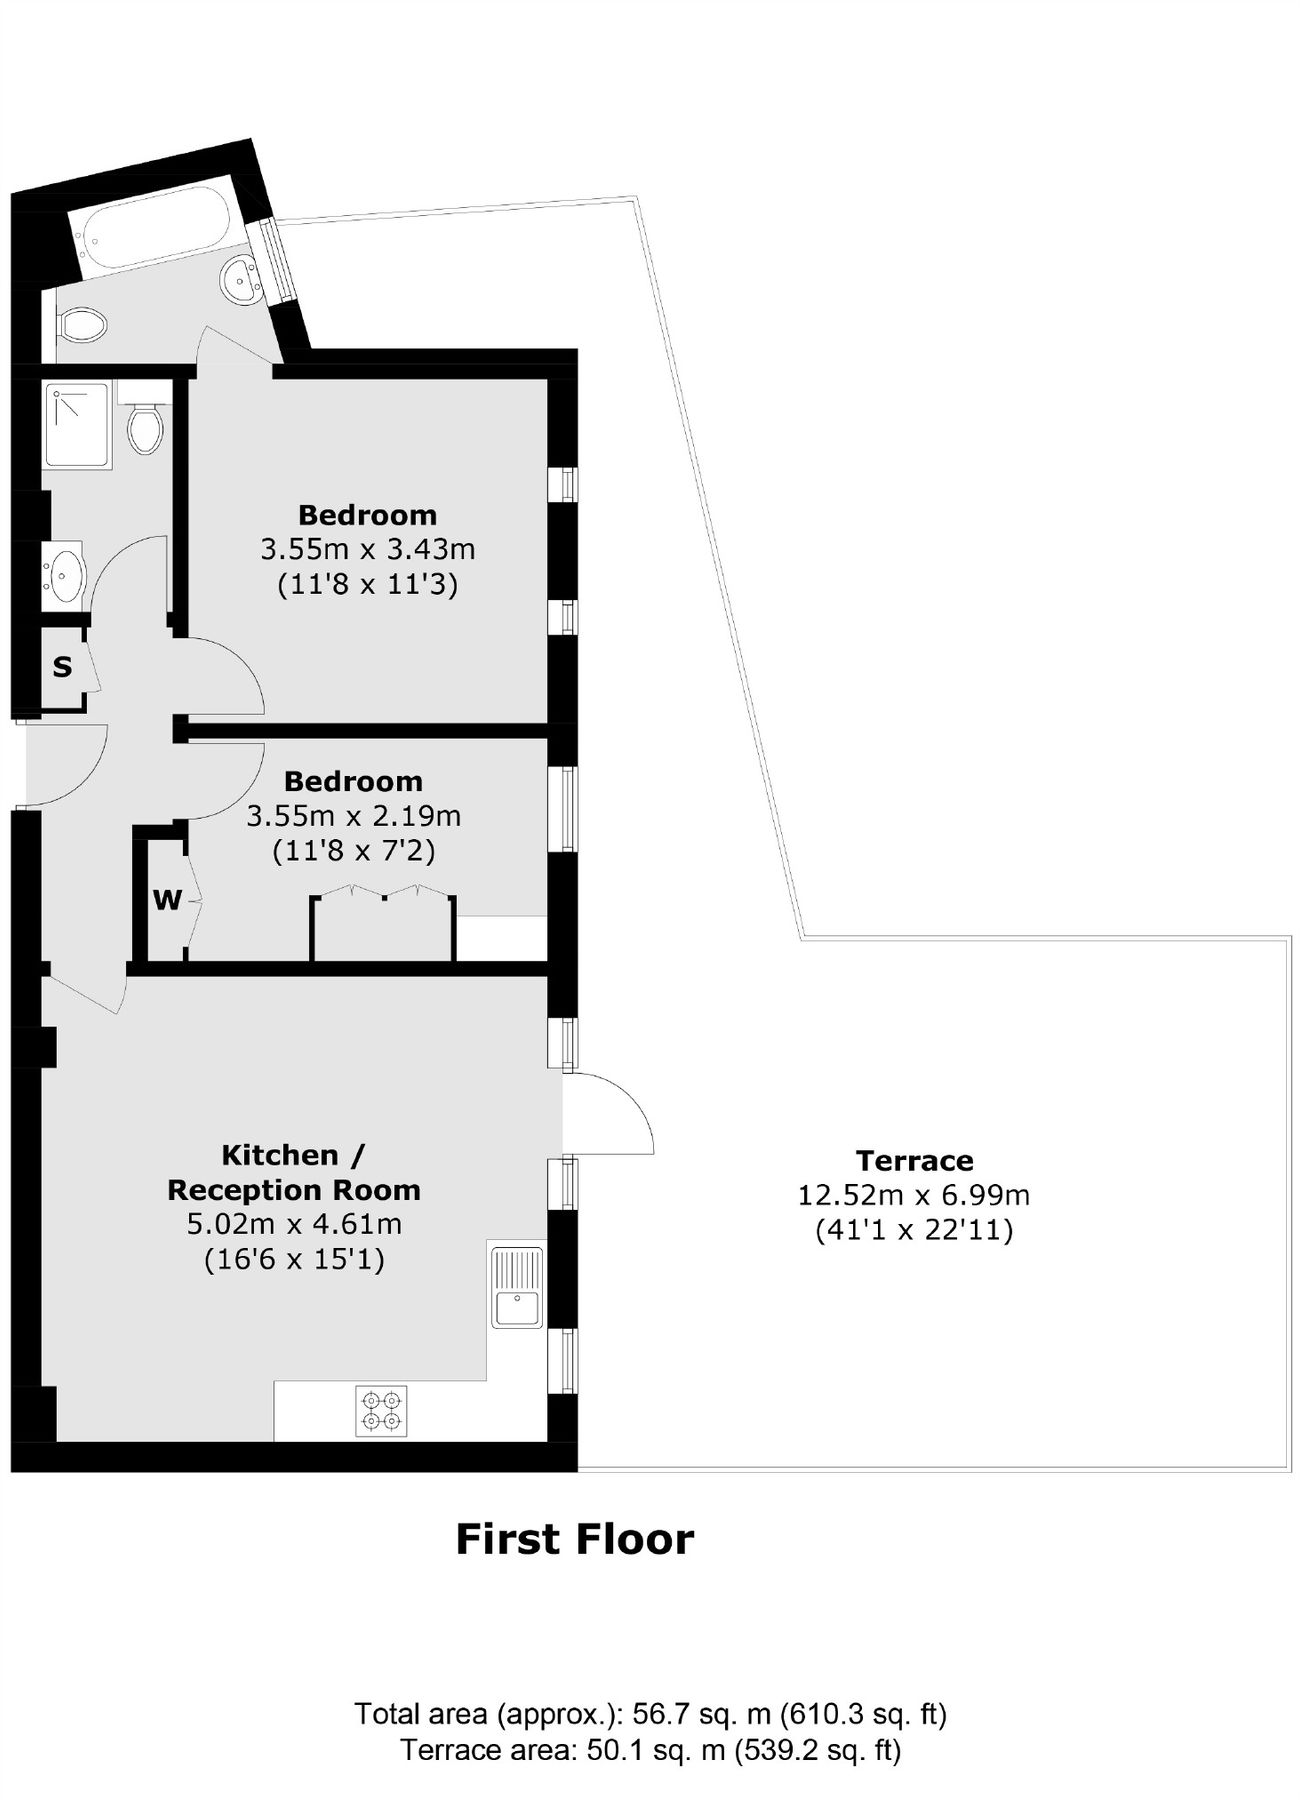 Bedroom
3.55m x 3.43m
(11'8 x 11'3)
S
Bedroom
3.55m x 2.19m
(11'8 x 7'2)
W
Kitchen /
Reception Room
5.02m x 4.61m
(16'6 x 15'1)
Terrace
12.52m x 6.99m
(41'1 x 22'11)
First Floor
Total area (approx.): 56.7 sq. m (610.3 sq. ft)
Terrace area: 50.1 sq. m (539.2 sq. ft)